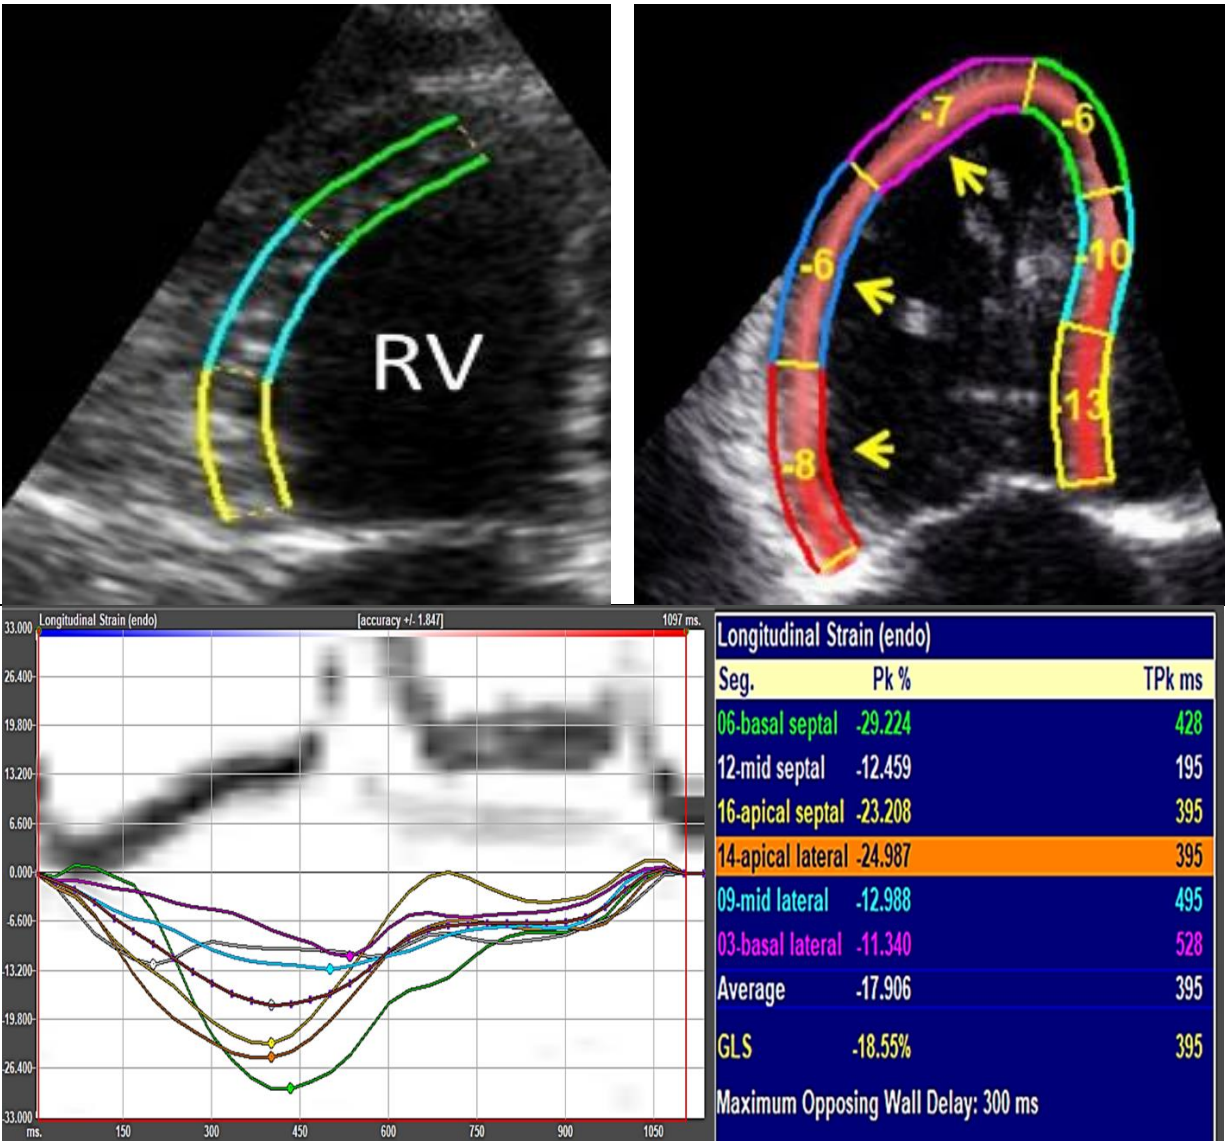 RV
-7
-6
-6
-10
-13
-8
Longitudinal Strain (endo) [accuracy +/- 1.847] 1097 ms.
33.000
26.400
19.800
13.200
6.600
0.000
-6.600
-13.200
-19.800
-26.400
-33.000
ms. 150 300 450 600 750 900 1050
Longitudinal Strain (endo)
Seg. Pk % TPk ms
06-basal septal -29.224 428
12-mid septal -12.459 195
16-apical septal -23.208 395
14-apical lateral -24.987 395
09-mid lateral -12.988 495
03-basal lateral -11.340 528
Average -17.906 395
GLS -18.55% 395
Maximum Opposing Wall Delay: 300 ms